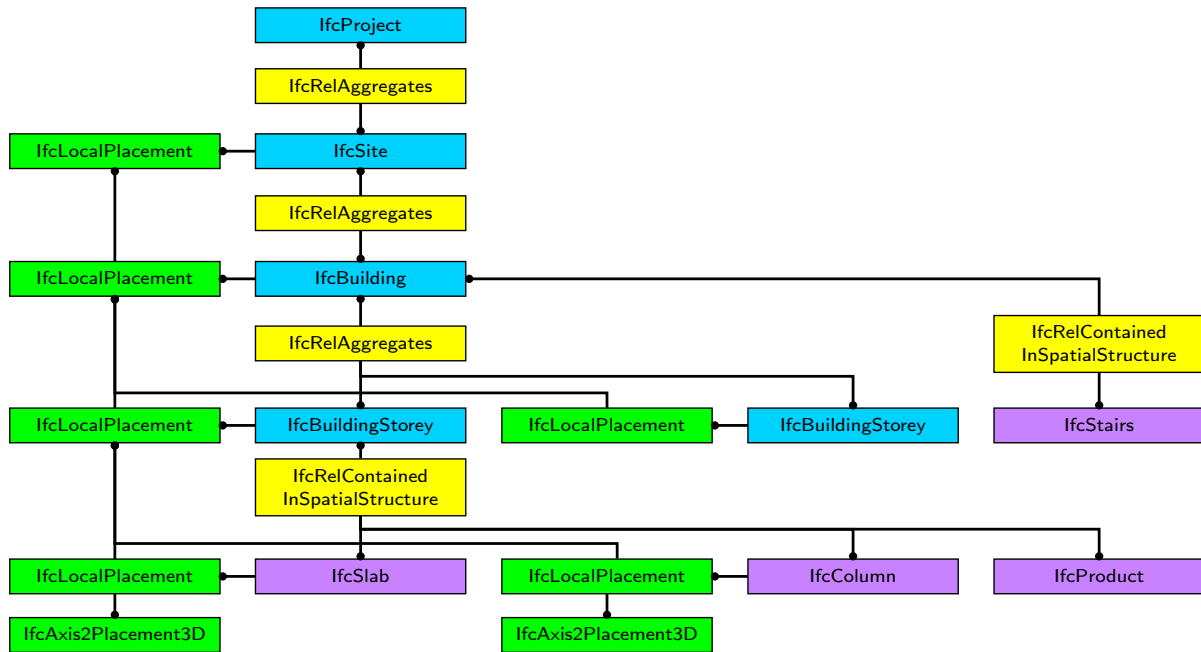 IfcProject
IfcRelAggregates
IfcLocalPlacement
IfcSite
IfcRelAggregates
IfcLocalPlacement
IfcBuilding
IfcRelAggregates
IfcRelContained
InSpatialStructure
IfcLocalPlacement
IfcBuildingStorey
IfcLocalPlacement
IfcBuildingStorey
IfcStairs
IfcRelContained
InSpatialStructure
IfcLocalPlacement
IfcSlab
IfcLocalPlacement
IfcColumn
IfcProduct
IfcAxis2Placement3D
IfcAxis2Placement3D